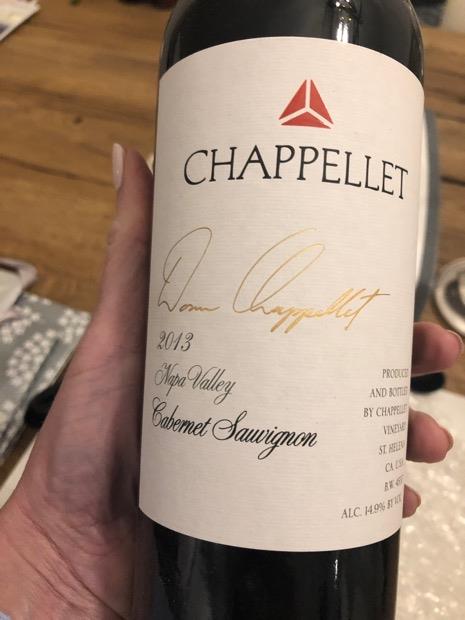 CHAPPELLET
Donn Chappellet
2013
Napa Valley
Cabernet Sauvignon
PRODUCED
AND BOTTLED
BY CHAPPELLET
VINEYARD
ST. HELENA
CA U.S.A.
B.W. 4557
ALC. 14.9% BY VOL.